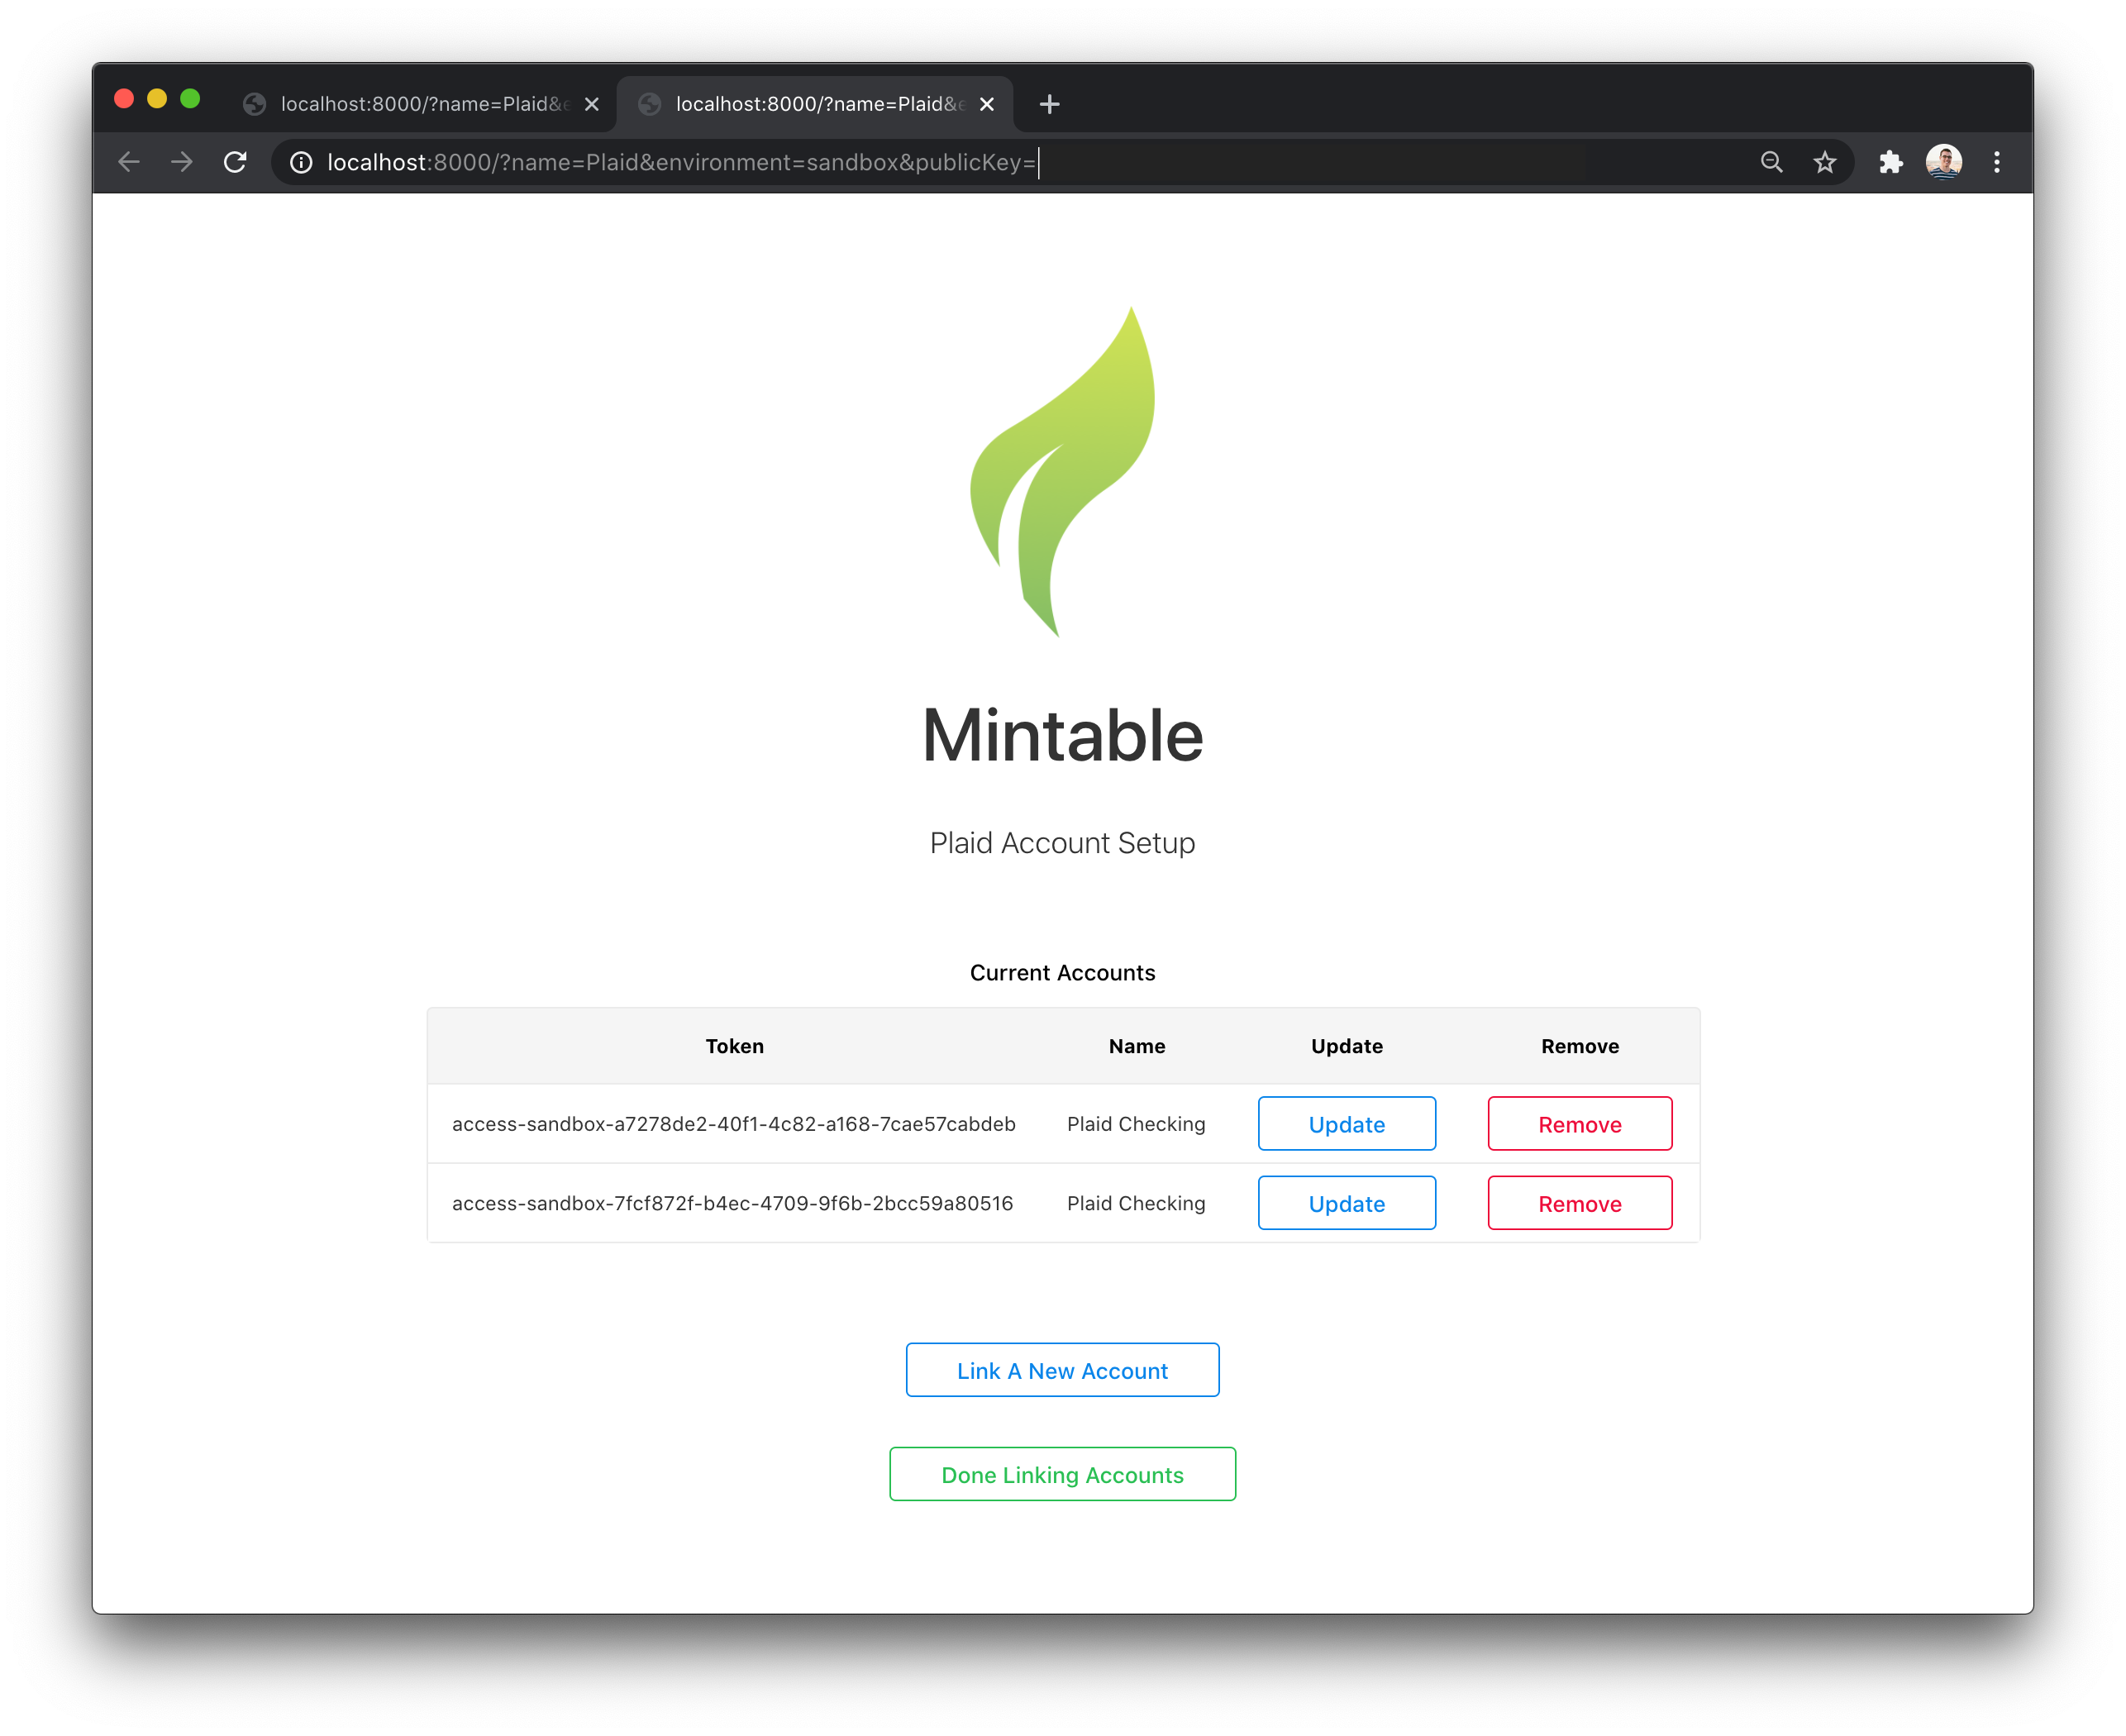 localhost:8000/?name=Plaid& localhost:8000/?name=Plaid&
localhost:8000/?name=Plaid&environment=sandbox&publicKey=
Mintable
Plaid Account Setup
Current Accounts
Token Name Update Remove
access-sandbox-a7278de2-40f1-4c82-a168-7cae57cabdeb Plaid Checking Update Remove
access-sandbox-7fcf872f-b4ec-4709-9f6b-2bcc59a80516 Plaid Checking Update Remove
Link A New Account
Done Linking Accounts